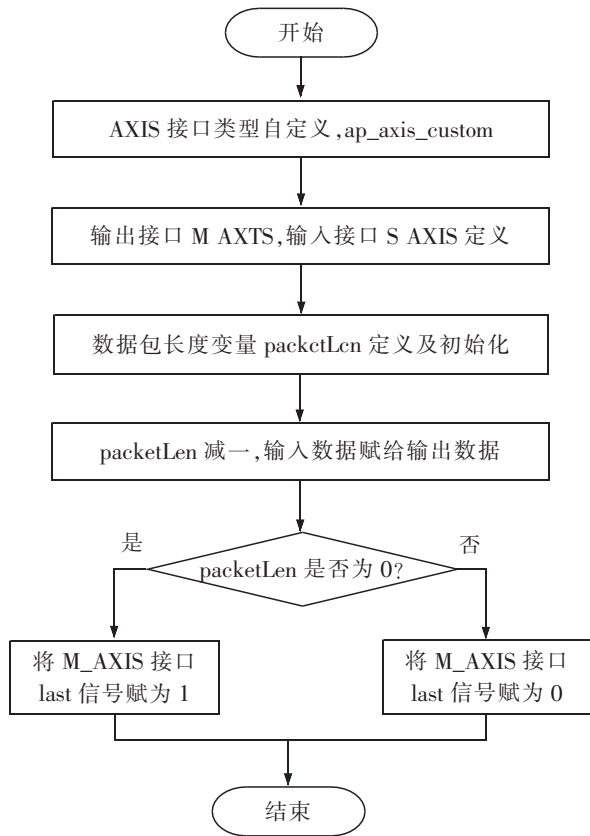 开始
AXIS 接口类型自定义,ap_axis_custom
输出接口 M AXTS,输入接口 S AXIS 定义
数据包长度变量 packctLcn 定义及初始化
packetLen 减一,输入数据赋给输出数据
是
否
packetLen 是否为 0?
将 M_AXIS 接口
last 信号赋为 1
将 M_AXIS 接口
last 信号赋为 0
结束